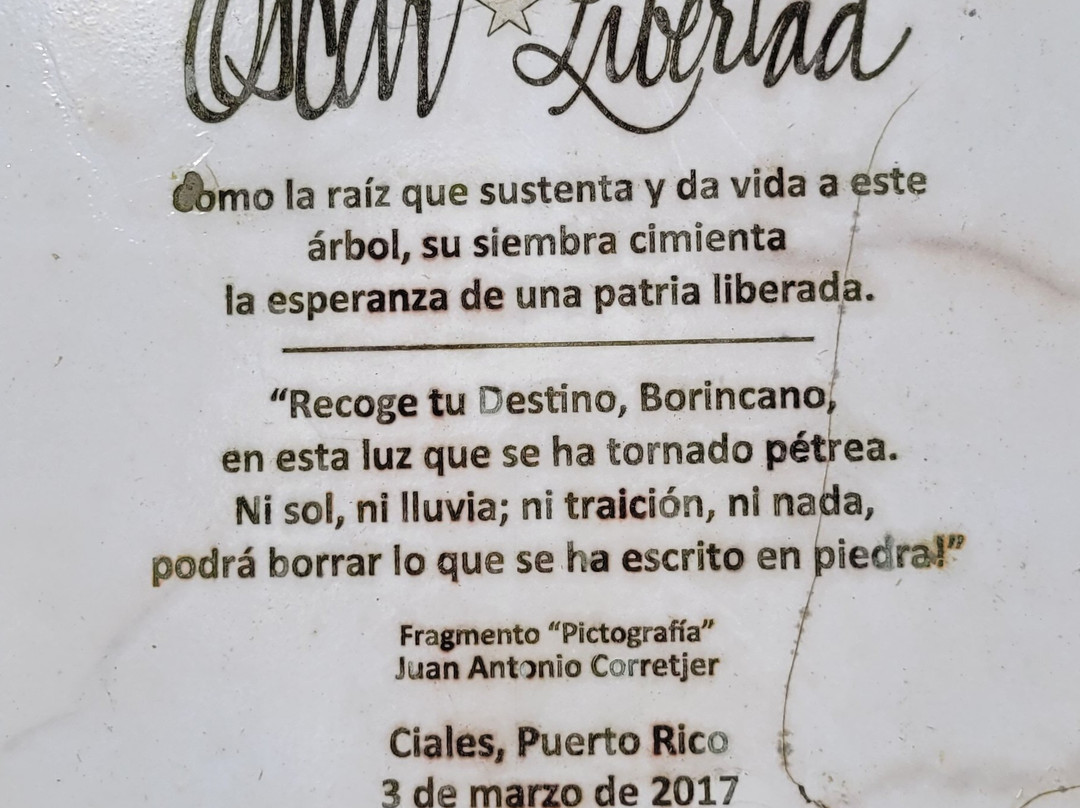 Oscar Libertad
Como la raíz que sustenta y da vida a este
árbol, su siembra cimienta
la esperanza de una patria liberada.
“Recoge tu Destino, Borincano,
en esta luz que se ha tornado pétrea.
Ni sol, ni lluvia; ni traición, ni nada,
podrá borrar lo que se ha escrito en piedra!”
Fragmento “Pictografía”
Juan Antonio Corretjer
Ciales, Puerto Rico
3 de marzo de 2017